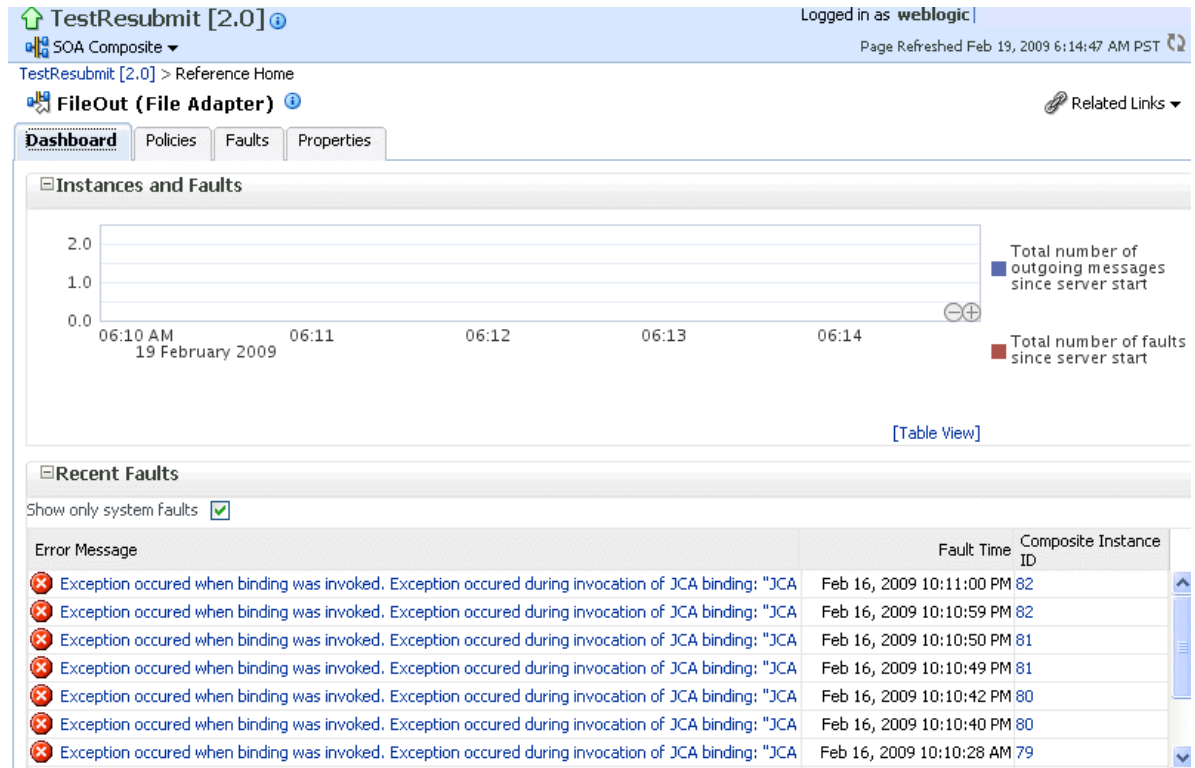 TestResubmit [2.0]
Logged in as weblogic
SOA Composite
Page Refreshed Feb 19, 2009 6:14:47 AM PST
TestResubmit [2.0] > Reference Home
FileOut (File Adapter)
Related Links
Dashboard Policies Faults Properties
Instances and Faults
2.0
1.0
0.0
06:10 AM 06:11 06:12 06:13 06:14
19 February 2009
Total number of
outgoing messages
since server start
Total number of faults
since server start
[Table View]
Recent Faults
Show only system faults
Error Message Fault Time Composite Instance
ID
Exception occured when binding was invoked. Exception occured during invocation of JCA binding: "JCA Feb 16, 2009 10:11:00 PM 82
Exception occured when binding was invoked. Exception occured during invocation of JCA binding: "JCA Feb 16, 2009 10:10:59 PM 82
Exception occured when binding was invoked. Exception occured during invocation of JCA binding: "JCA Feb 16, 2009 10:10:50 PM 81
Exception occured when binding was invoked. Exception occured during invocation of JCA binding: "JCA Feb 16, 2009 10:10:49 PM 81
Exception occured when binding was invoked. Exception occured during invocation of JCA binding: "JCA Feb 16, 2009 10:10:42 PM 80
Exception occured when binding was invoked. Exception occured during invocation of JCA binding: "JCA Feb 16, 2009 10:10:40 PM 80
Exception occured when binding was invoked. Exception occured during invocation of JCA binding: "JCA Feb 16, 2009 10:10:28 AM 79